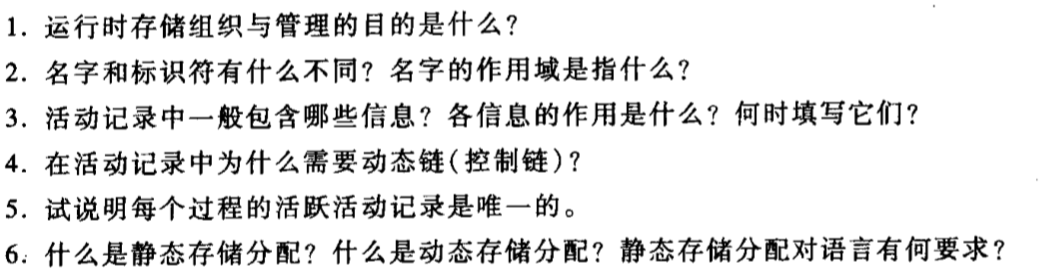 1. 运行时存储组织与管理的目的是什么?
2. 名字和标识符有什么不同? 名字的作用域是指什么?
3. 活动记录中一般包含哪些信息? 各信息的作用是什么? 何时填写它们?
4. 在活动记录中为什么需要动态链(控制链)?
5. 试说明每个过程的活跃活动记录是唯一的。
6. 什么是静态存储分配? 什么是动态存储分配? 静态存储分配对语言有何要求?